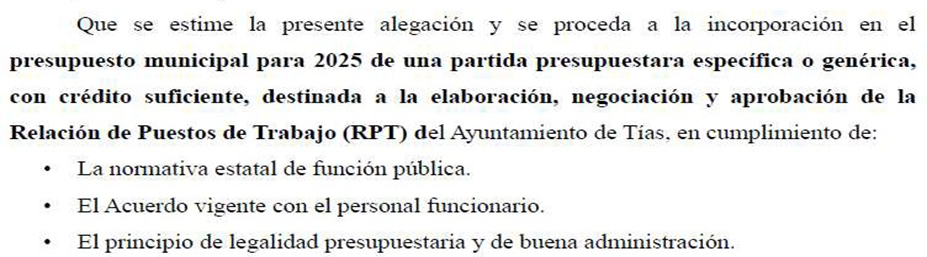 Que se estime la presente alegación y se proceda a la incorporación en el
presupuesto municipal para 2025 de una partida presupuestara específica o genérica,
con crédito suficiente, destinada a la elaboración, negociación y aprobación de la
Relación de Puestos de Trabajo (RPT) del Ayuntamiento de Tías, en cumplimiento de:
• La normativa estatal de función pública.
• El Acuerdo vigente con el personal funcionario.
• El principio de legalidad presupuestaria y de buena administración.